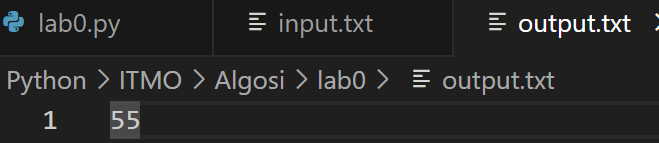 lab0.py input.txt output.txt
Python > ITMO > Algosi > lab0 > output.txt
1 55